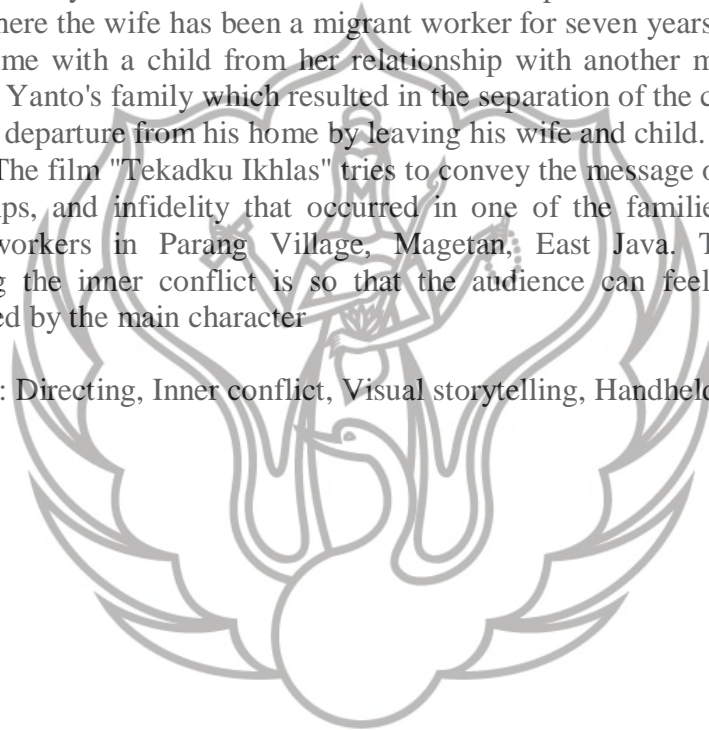 here the wife has been a migrant worker for seven years
me with a child from her relationship with another m
Yanto's family which resulted in the separation of the c
departure from his home by leaving his wife and child.
The film "Tekadku Ikhlas" tries to convey the message o
ps, and infidelity that occurred in one of the familie
workers in Parang Village, Magetan, East Java. T
g the inner conflict is so that the audience can feel
ed by the main character
: Directing, Inner conflict, Visual storytelling, Handheld